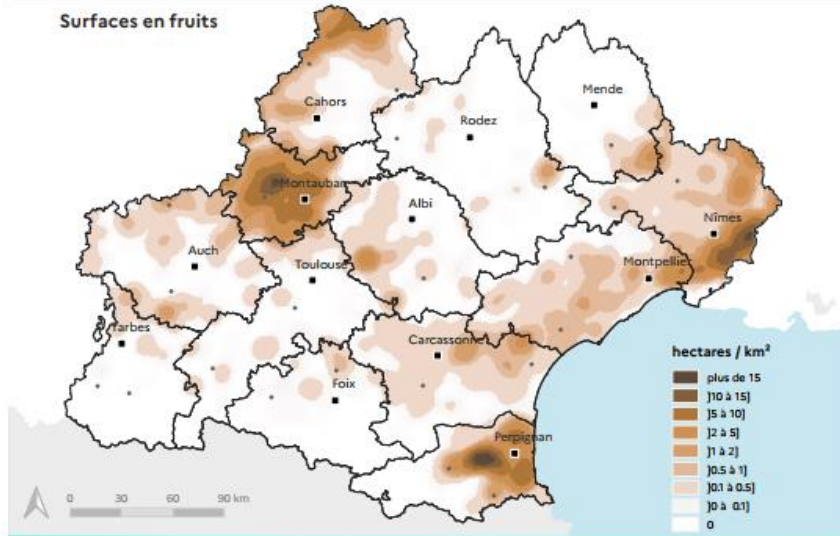 Surfaces en fruits
Mende
Cahors
Rodez
Montauban
Albi
Nîmes
Auch
Toulouse
Montpellier
Tarbes
Carcassonne
Foix
Perpignan
hectares / km²
plus de 15
]10 à 15]
]5 à 10]
]2 à 5]
]1 à 2]
]0.5 à 1]
]0.1 à 0.5]
]0 à 0.1]
0
0 30 60 90 km